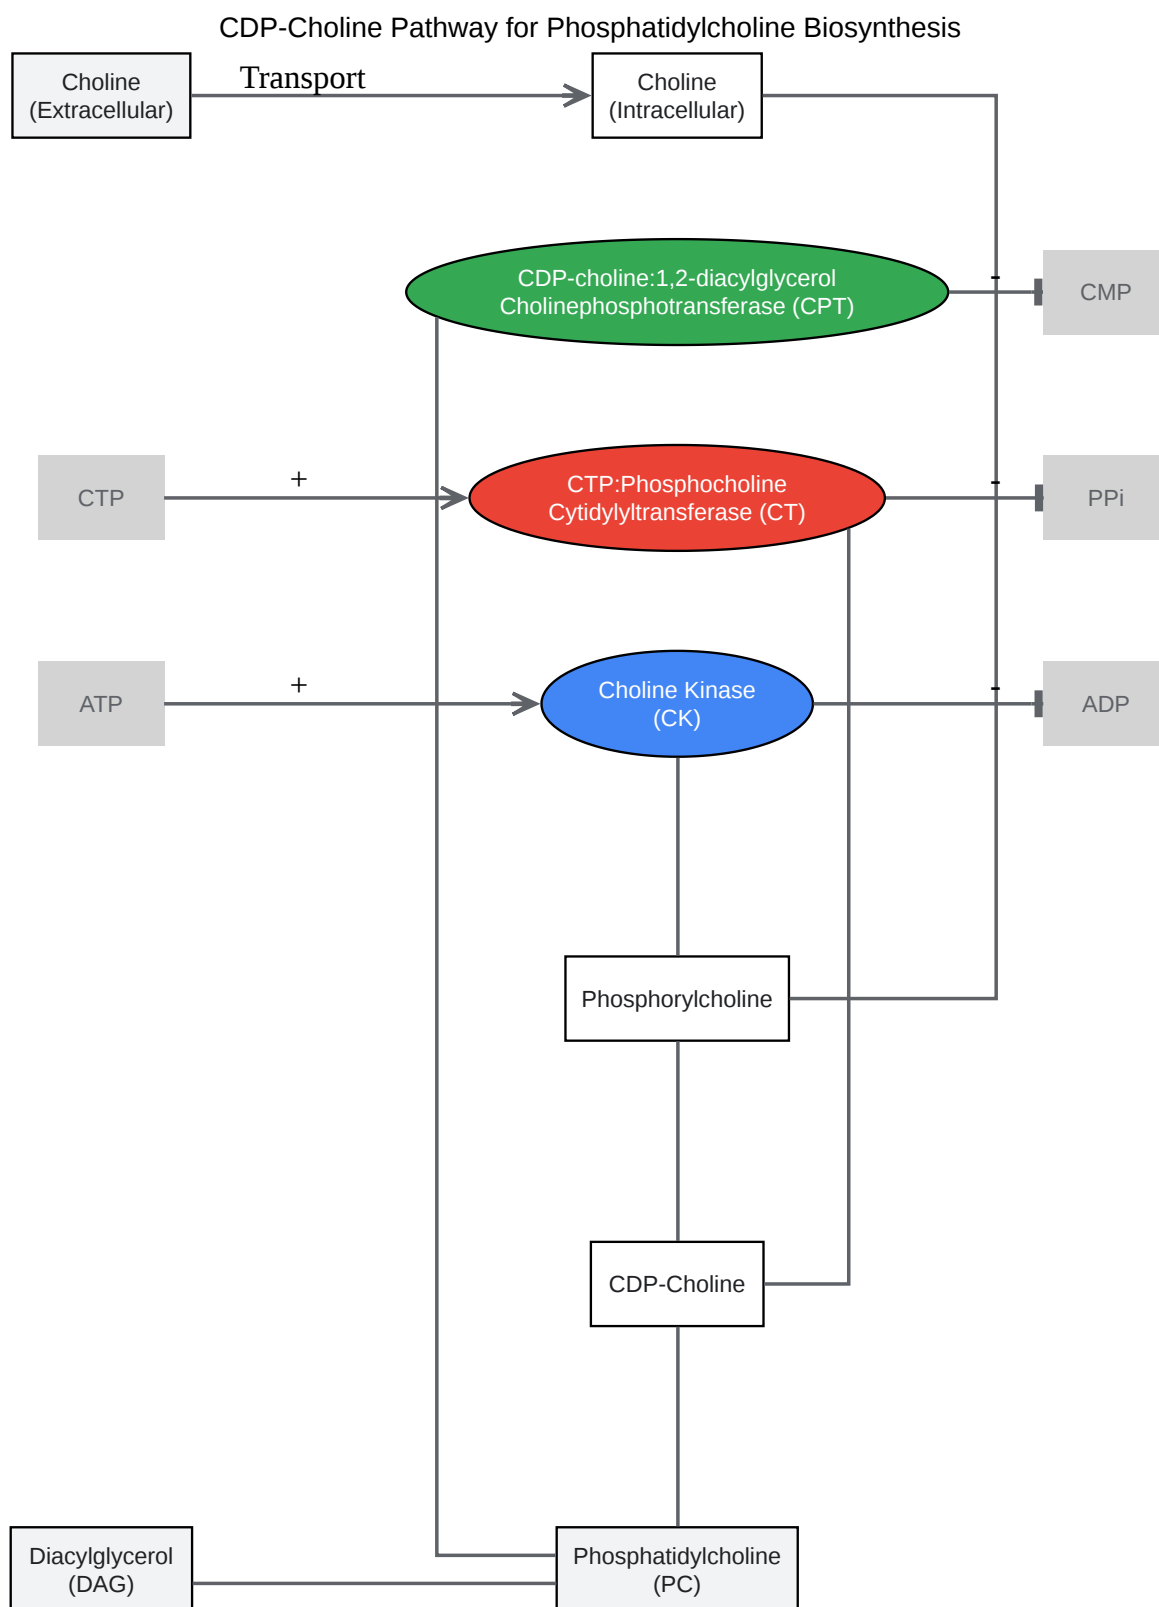 CDP-Choline Pathway for Phosphatidylcholine Biosynthesis
Choline
(Extracellular)
Transport
Choline
(Intracellular)
CDP-choline:1,2-diacylglycerol
Cholinephosphotransferase (CPT)
-
CMP
CTP
+
CTP:Phosphocholine
Cytidylyltransferase (CT)
-
PPi
ATP
+
Choline Kinase
(CK)
-
ADP
Phosphorylcholine
CDP-Choline
Diacylglycerol
(DAG)
Phosphatidylcholine
(PC)